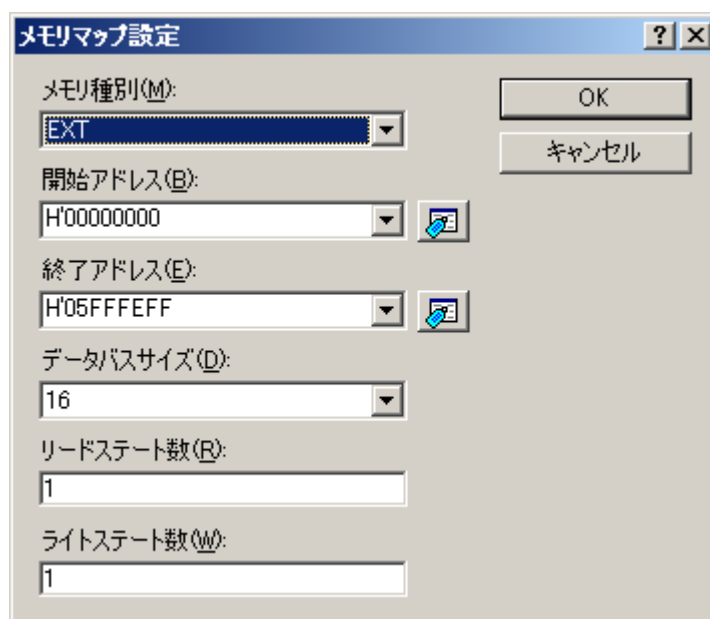 メモリマップ設定
メモリ種別(M):
OK
EXT
キャンセル
開始アドレス(B):
H'00000000
終了アドレス(E):
H'05FFFEFF
データバスサイズ(D):
16
リードステート数(R):
1
ライトステート数(W):
1